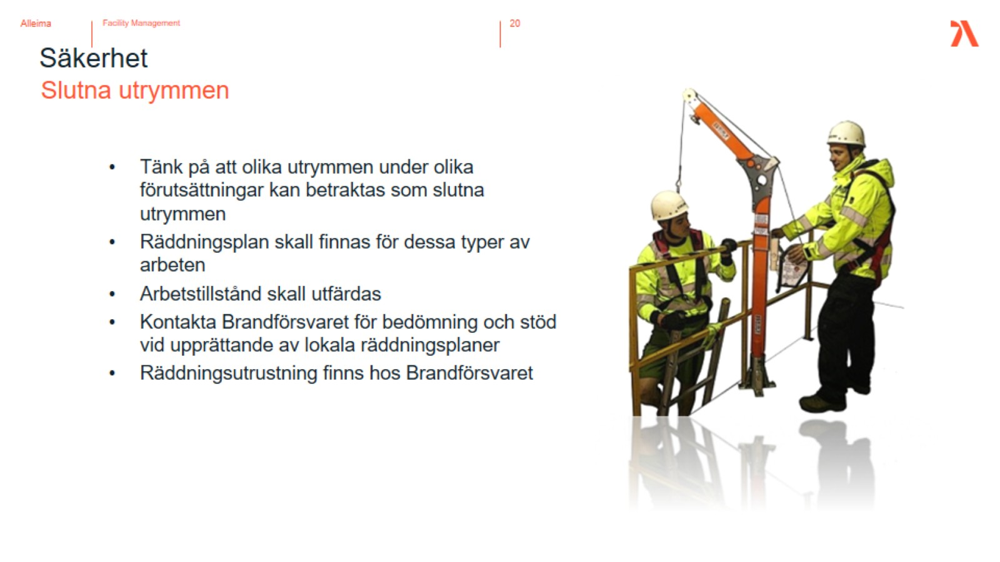 Alleima
Facility Management
20
Säkerhet
Slutna utrymmen
• Tänk på att olika utrymmen under olika
förutsättningar kan betraktas som slutna
utrymmen
• Räddningsplan skall finnas för dessa typer av
arbeten
• Arbetstillstånd skall utfärdas
• Kontakta Brandförsvaret för bedömning och stöd
vid upprättande av lokala räddningsplaner
• Räddningsutrustning finns hos Brandförsvaret